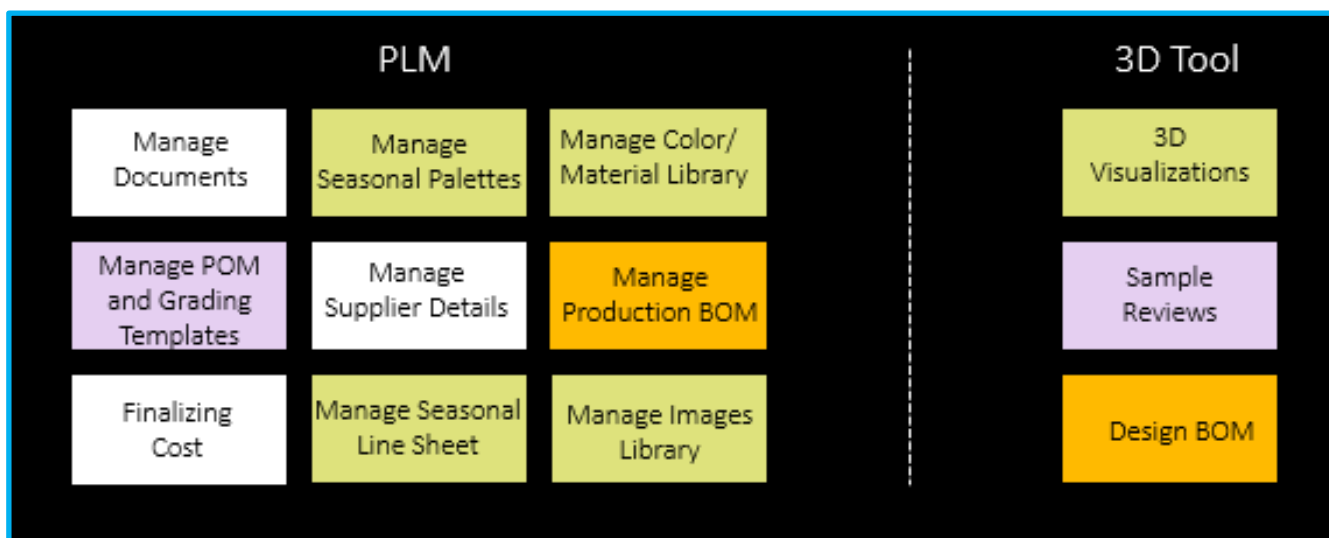 PLM
3D Tool
Manage
Documents
Manage
Seasonal Palettes
Manage Color/
Material Library
3D
Visualizations
Manage POM
and Grading
Templates
Manage
Supplier Details
Manage
Production BOM
Sample
Reviews
Finalizing
Cost
Manage Seasonal
Line Sheet
Manage Images
Library
Design BOM